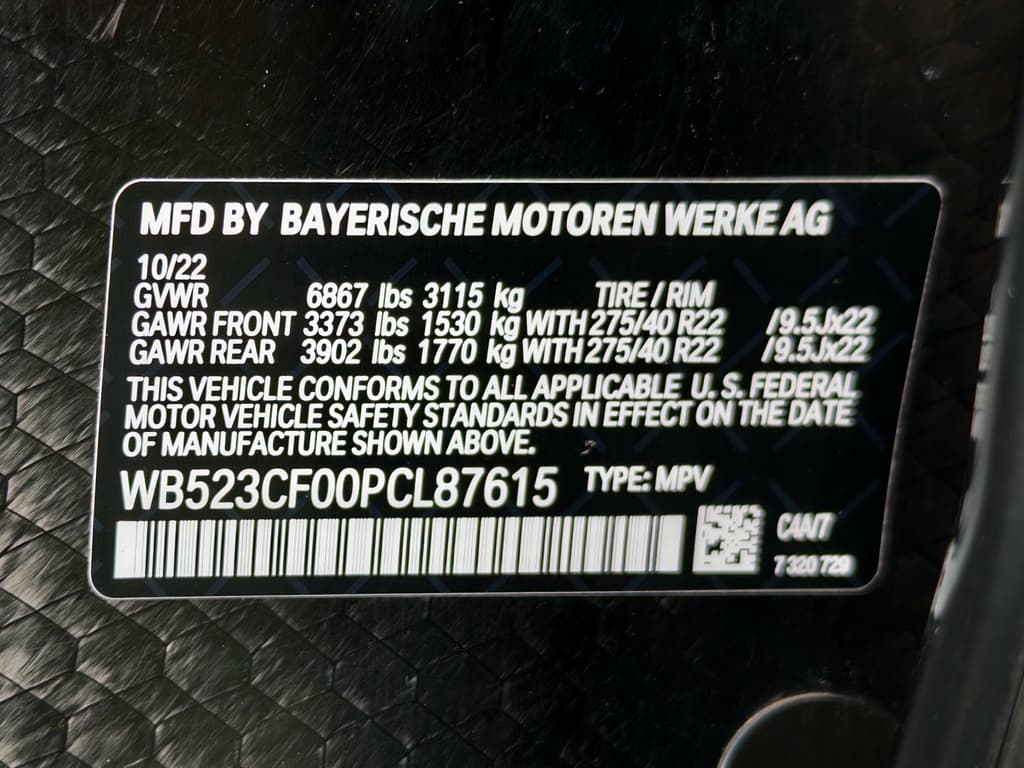 MFD BY BAYERISCHE MOTOREN WERKE AG
10/22
GVWR 6867 lbs 3115 kg TIRE / RIM
GAWR FRONT 3373 lbs 1530 kg WITH 275/40 R22 /9.5Jx22
GAWR REAR 3902 lbs 1770 kg WITH 275/40 R22 /9.5Jx22
THIS VEHICLE CONFORMS TO ALL APPLICABLE U. S. FEDERAL
MOTOR VEHICLE SAFETY STANDARDS IN EFFECT ON THE DATE
OF MANUFACTURE SHOWN ABOVE.
WB523CF00PCL87615 TYPE: MPV
7 320 729